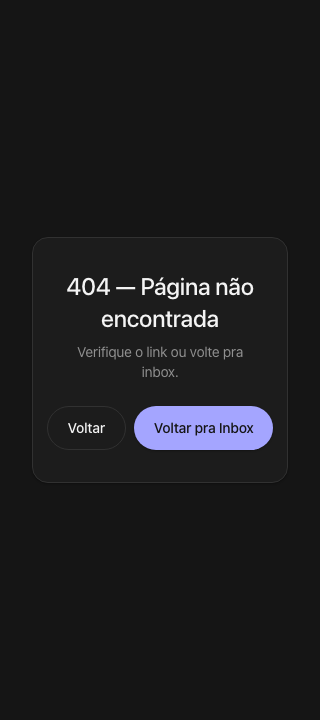 404 — Página não
encontrada
Verifique o link ou volte pra
inbox.
Voltar
Voltar pra Inbox